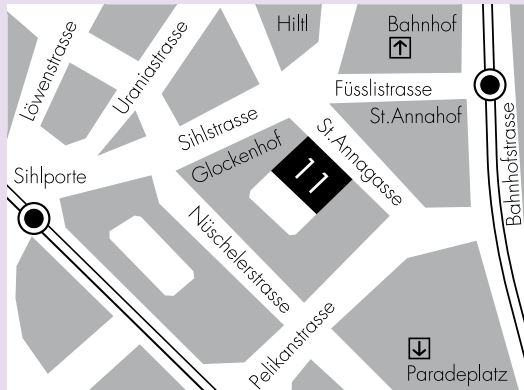 Hiltl
Bahnhof
Löwenstrasse
Uraniastrasse
Füsslistrasse
St.Annahof
Sihlstrasse
Glockenhof
St.Annagasse
11
Bahnhofstrasse
Sihlporte
Nüschelerstrasse
Pelikanstrasse
Paradeplatz